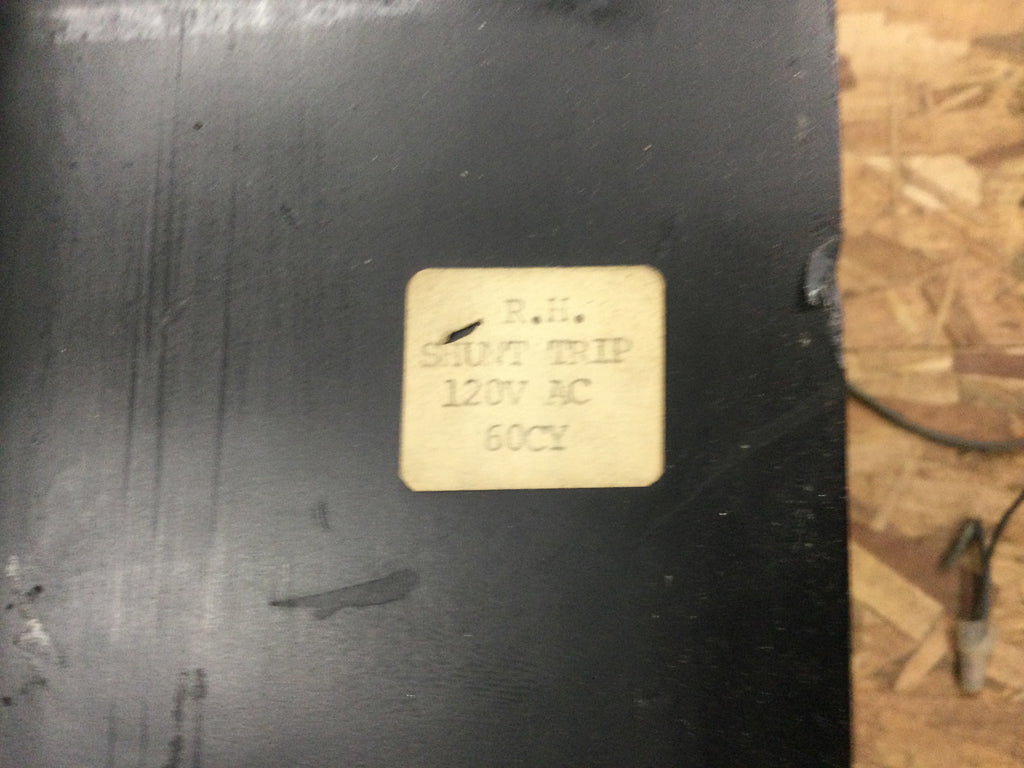 R.H.
SHUNT TRIP
120V AC
60CY